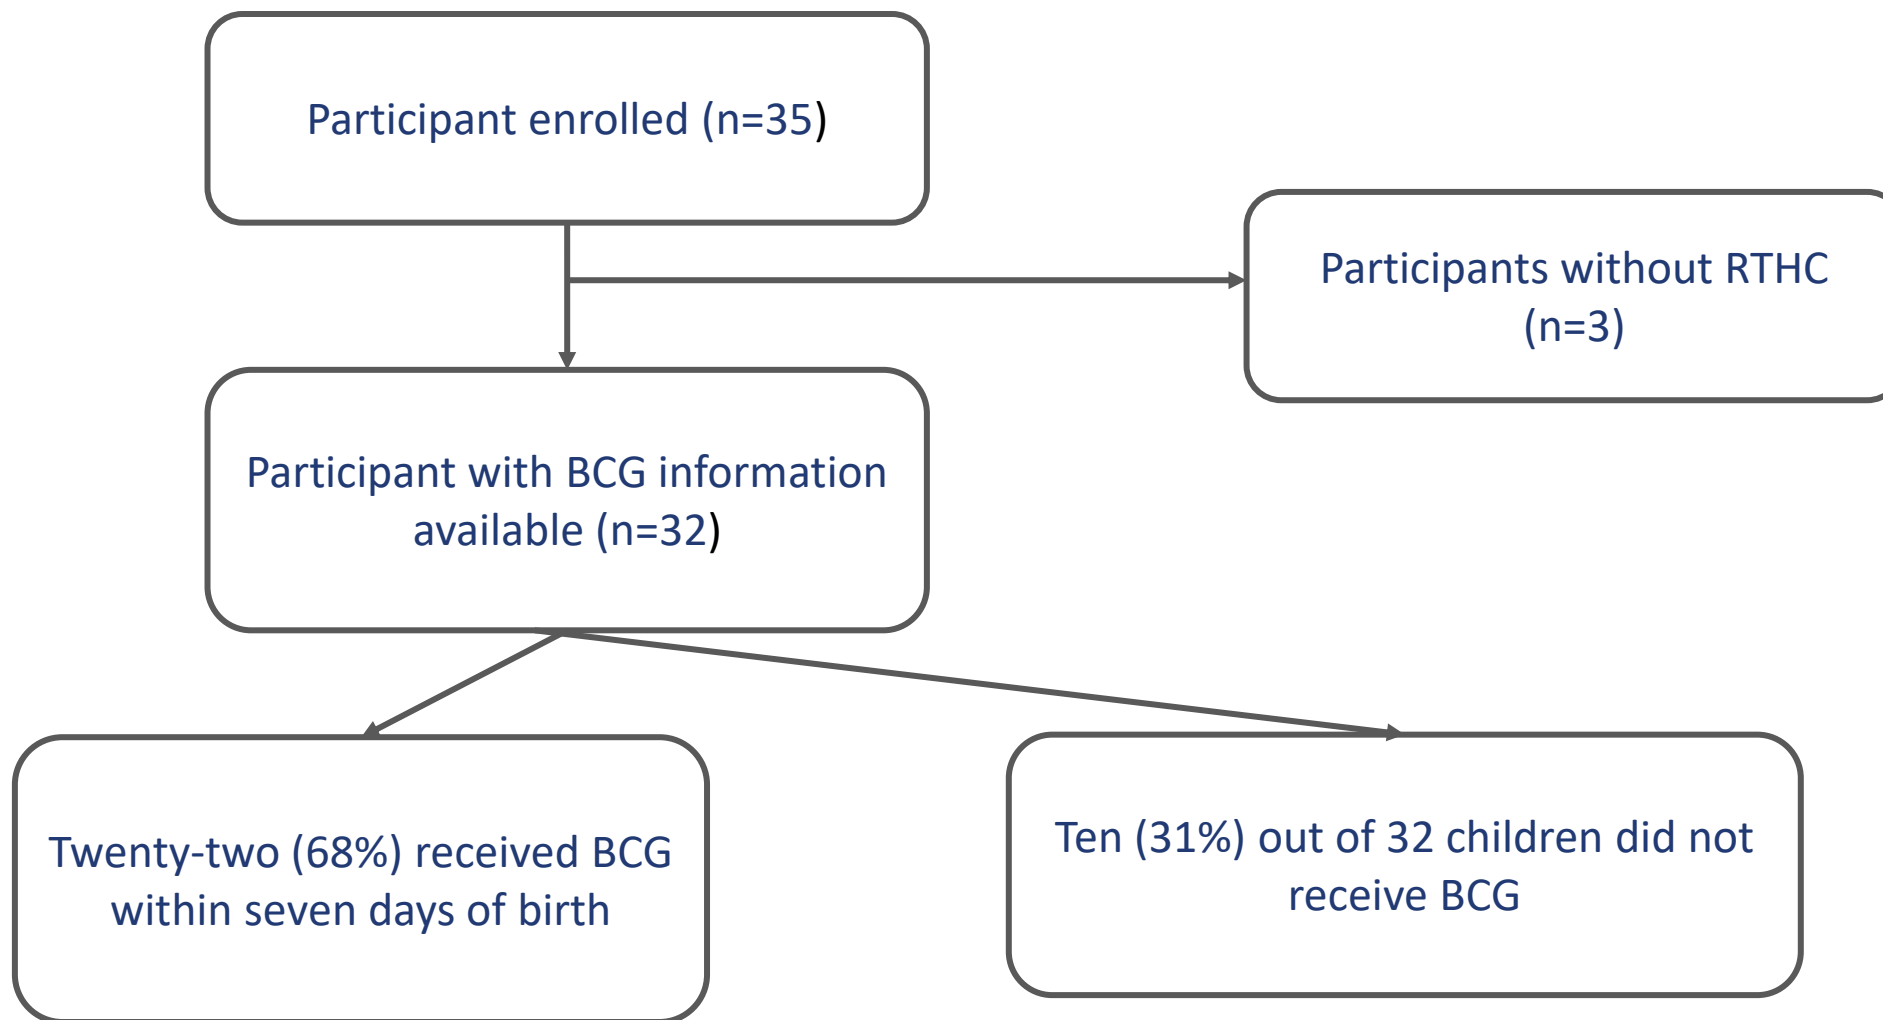 Participant enrolled (n=35)
Participants without RTHC
(n=3)
Participant with BCG information
available (n=32)
Twenty-two (68%) received BCG
within seven days of birth
Ten (31%) out of 32 children did not
receive BCG